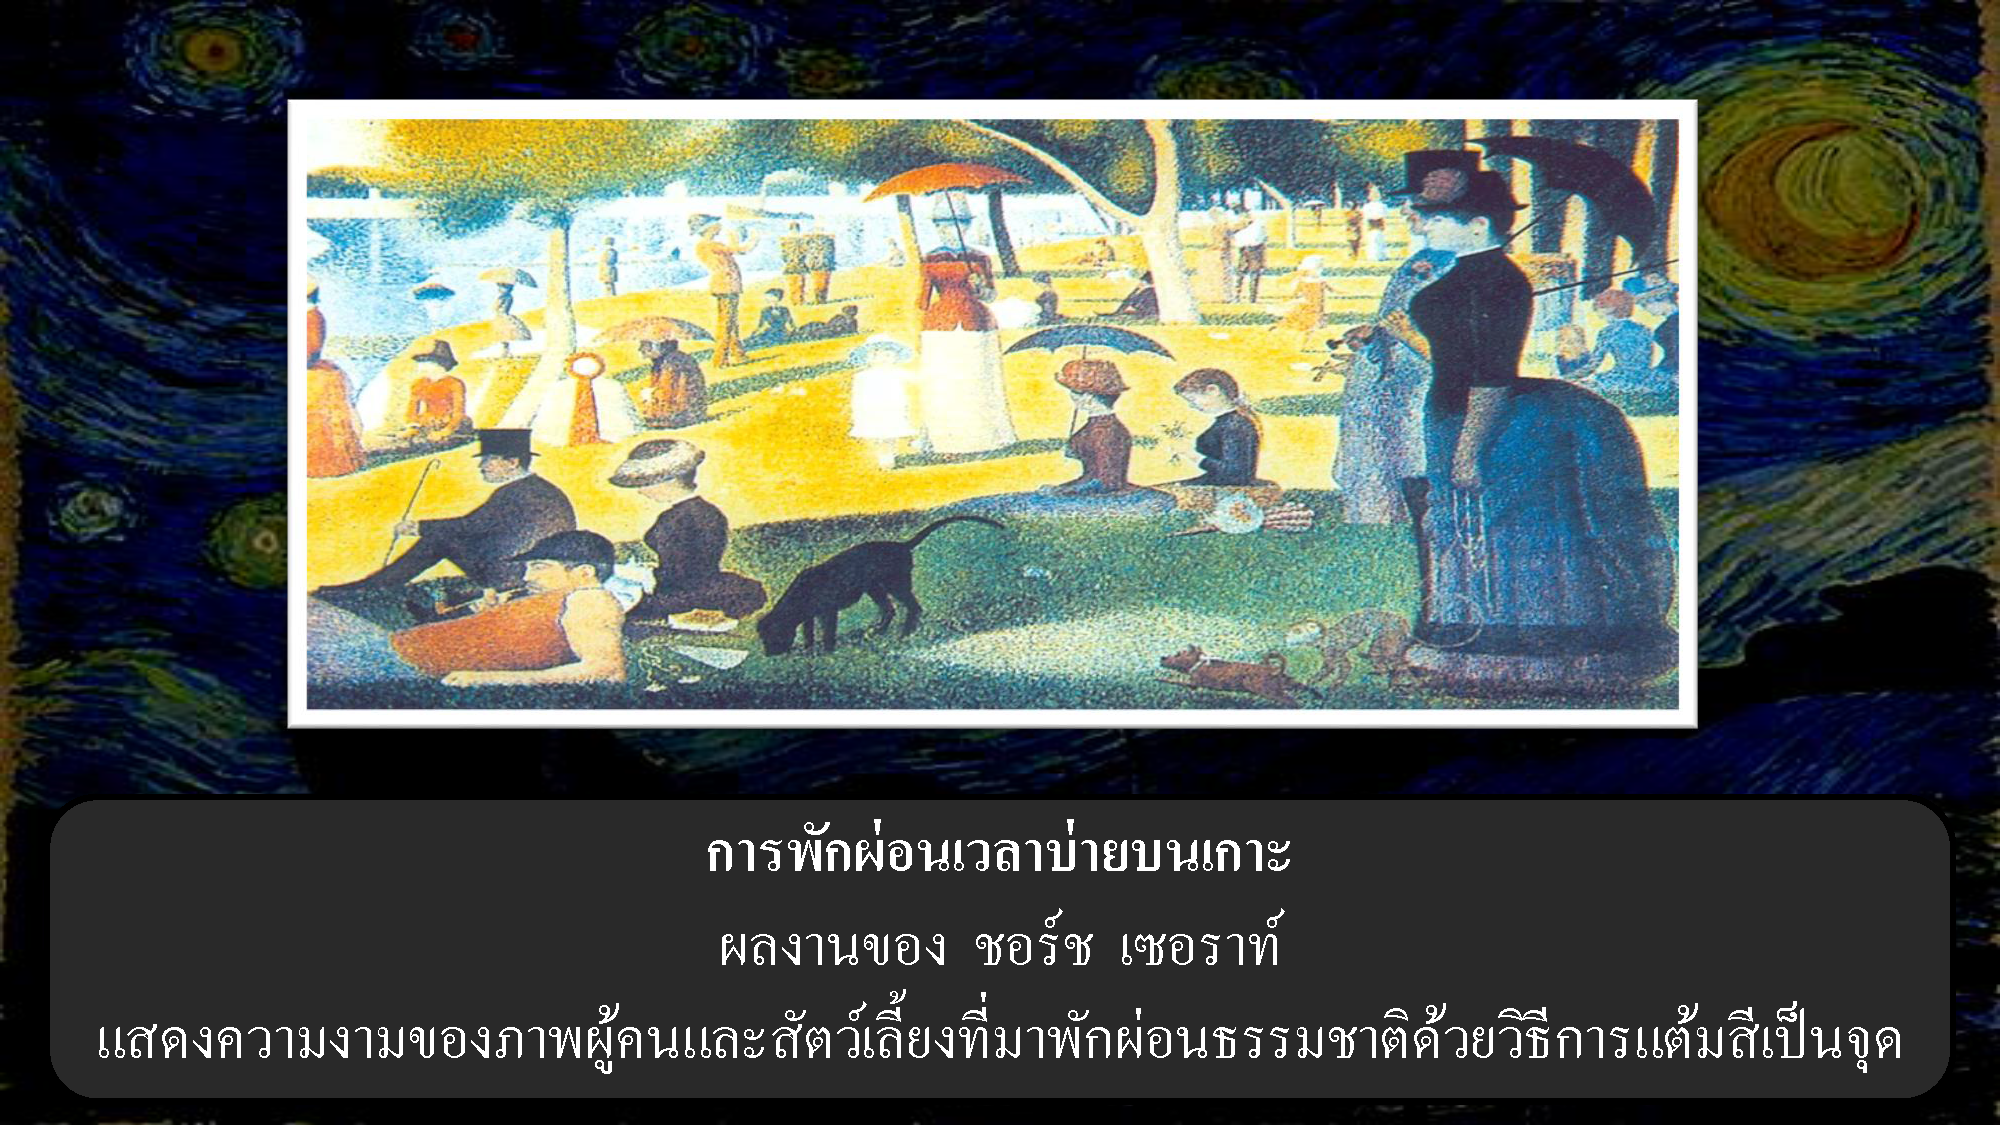 การพักผ่อนเวลาบ่ายบนเกาะ
ผลงานของ ชอร์ช เซอราท์
แสดงความงามของภาพผู้คนและสัตว์เลี้ยงที่มาพักผ่อนธรรมชาติด้วยวิธีการแต้มสีเป็นจุด